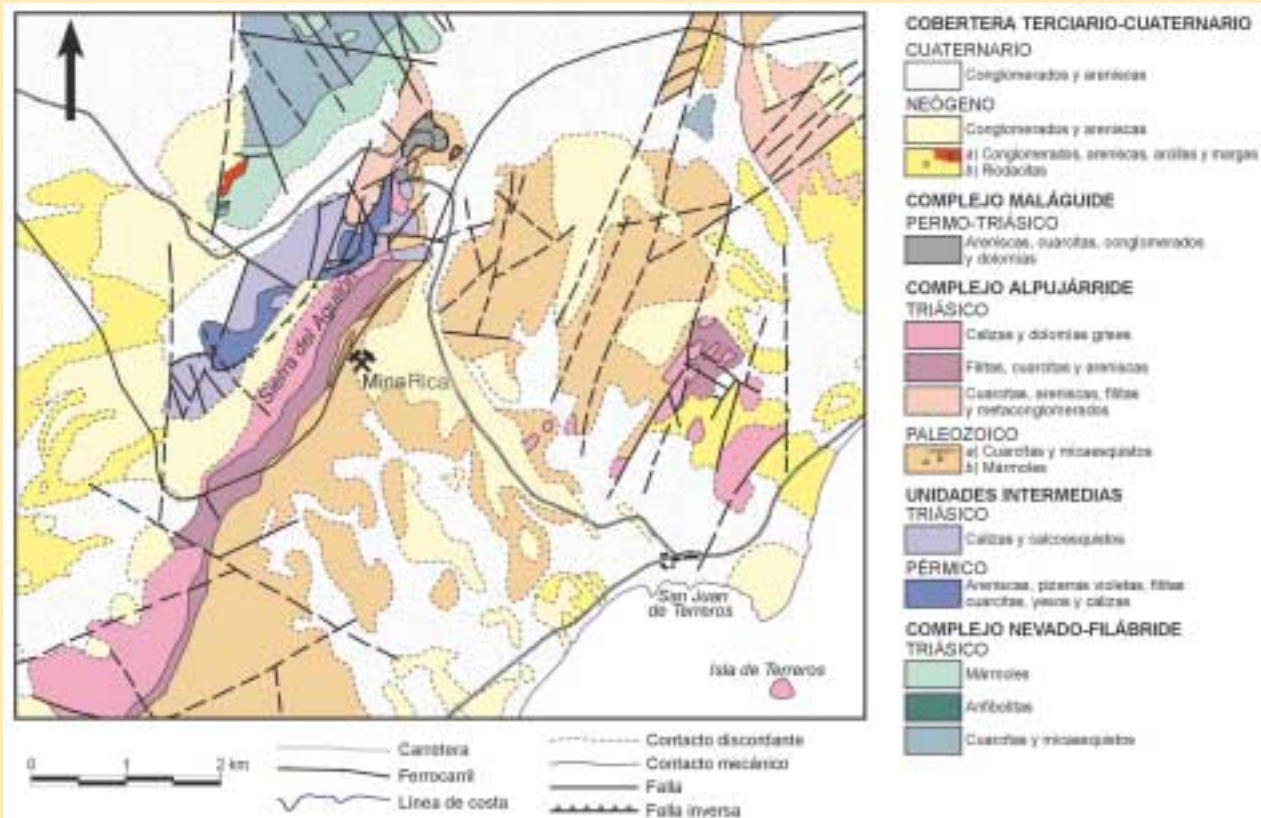 Sierra del Aguilón
Mina Rica
San Juan
de Terreros
Isla de Terreros
COBERTERA TERCIARIO-CUATERNARIO
CUATERNARIO
Conglomerados y areniscas
NEÓGENO
Conglomerados y areniscas
a) Conglomerados, areniscas, arcillas y margas
b) Riodacitas
COMPLEJO MALÁGUIDE
PERMO-TRIÁSICO
Areniscas, cuarcitas, conglomerados
y dolomías
COMPLEJO ALPUJÁRRIDE
TRIÁSICO
Calizas y dolomías grises
Filitas, cuarcitas y areniscas
Cuarcitas, areniscas, filitas
y metaconglomerados
PALEOZOICO
a) Cuarcitas y micaesquistos
b) Mármoles
UNIDADES INTERMEDIAS
TRIÁSICO
Calizas y calcoesquistos
PÉRMICO
Areniscas, pizarras violetas, filitas
cuarcitas, yesos y calizas
COMPLEJO NEVADO-FILÁBRIDE
TRIÁSICO
Mármoles
Anfibolitas
Cuarcitas y micaesquistos
0 1 2 km
Carretera
Ferrocarril
Línea de costa
Contacto discordante
Contacto mecánico
Falla
Falla inversa